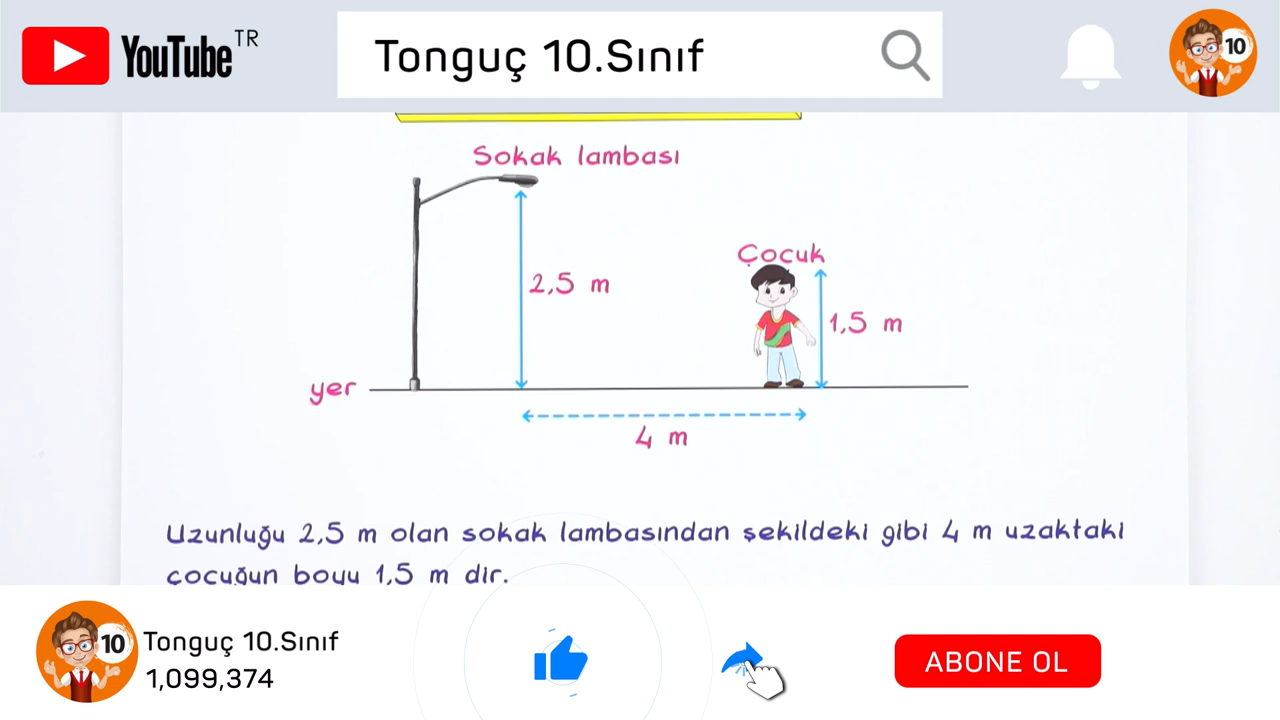 YouTube TR
Tonguç 10.Sınıf
10
Sokak lambası
Çocuk
2,5 m
1,5 m
yer
4 m
Uzunluğu 2,5 m olan sokak lambasından şekildeki gibi 4 m uzaktaki
çocuğun boyu 1,5 m dir.
10
Tonguç 10.Sınıf
1,099,374
ABONE OL